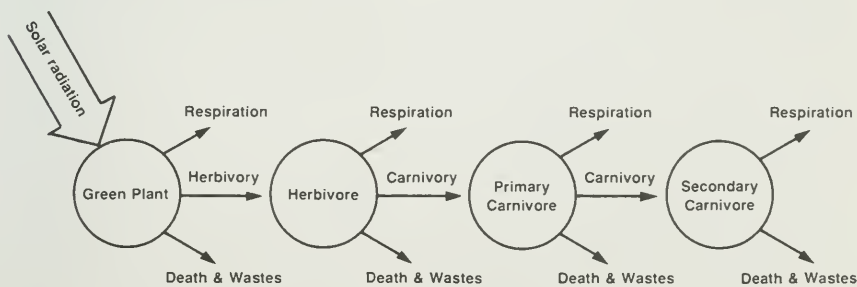 Solar radiation
Respiration
Respiration
Respiration
Respiration
Green Plant
Herbivory
Herbivore
Carnivory
Primary
Carnivore
Carnivory
Secondary
Carnivore
Death & Wastes
Death & Wastes
Death & Wastes
Death & Wastes